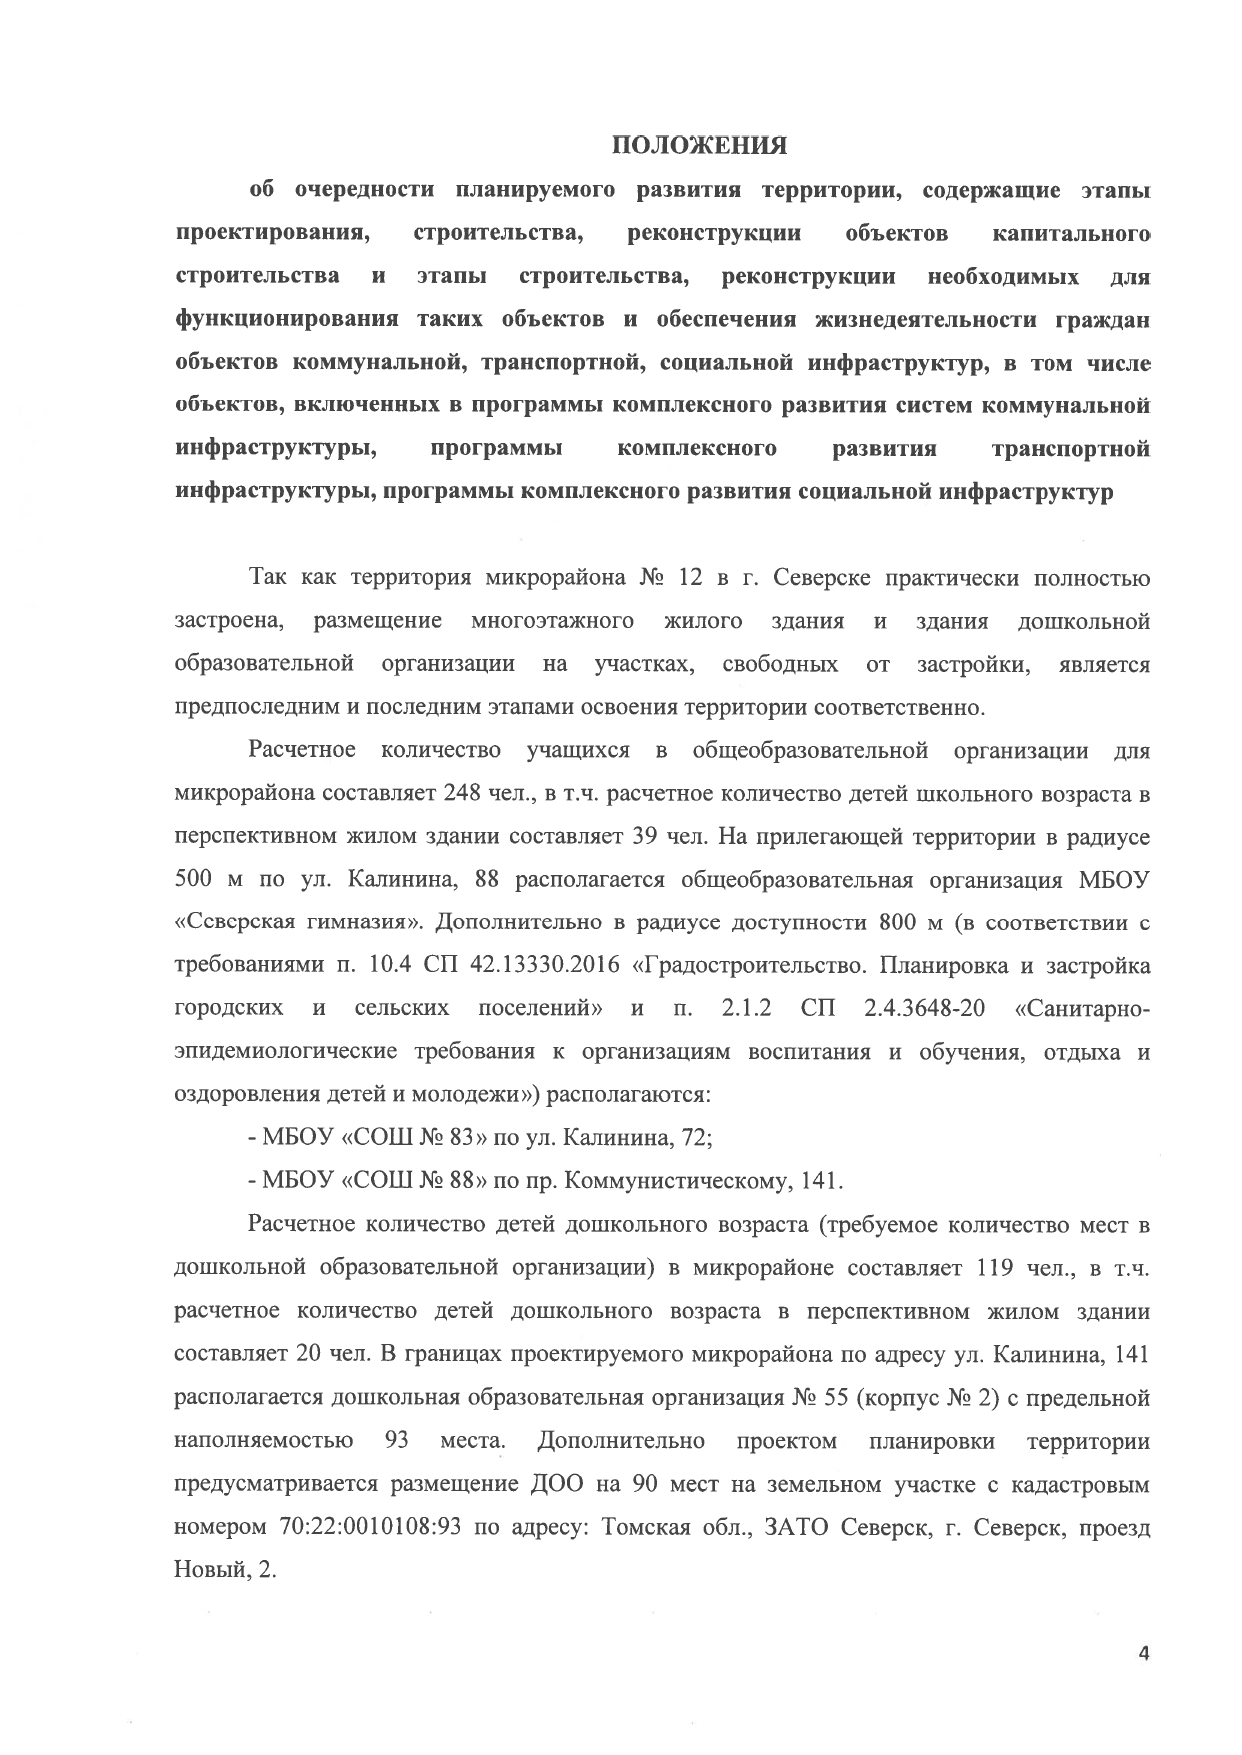 ПОЛОЖЕНИЯ
об очередности планируемого развития территории, содержащие этапы
проектирования, строительства, реконструкции объектов капитального
строительства и этапы строительства, реконструкции необходимых для
функционирования таких объектов и обеспечения жизнедеятельности граждан
объектов коммунальной, транспортной, социальной инфраструктур, в том числе
объектов, включенных в программы комплексного развития систем коммунальной
инфраструктуры, программы комплексного развития транспортной
инфраструктуры, программы комплексного развития социальной инфраструктур
Так как территория микрорайона № 12 в г. Северске практически полностью
застроена, размещение многоэтажного жилого здания и здания дошкольной
образовательной организации на участках, свободных от застройки, является
предпоследним и последним этапами освоения территории соответственно.
Расчетное количество учащихся в общеобразовательной организации для
микрорайона составляет 248 чел., в т.ч. расчетное количество детей школьного возраста в
перспективном жилом здании составляет 39 чел. На прилегающей территории в радиусе
500 м по ул. Калинина, 88 располагается общеобразовательная организация МБОУ
«Северская гимназия». Дополнительно в радиусе доступности 800 м (в соответствии с
требованиями п. 10.4 СП 42.13330.2016 «Градостроительство. Планировка и застройка
городских и сельских поселений» и п. 2.1.2 СП 2.4.3648-20 «Санитарно-
эпидемиологические требования к организациям воспитания и обучения, отдыха и
оздоровления детей и молодежи») располагаются:
- МБОУ «СОШ № 83» по ул. Калинина, 72;
- МБОУ «СОШ № 88» по пр. Коммунистическому, 141.
Расчетное количество детей дошкольного возраста (требуемое количество мест в
дошкольной образовательной организации) в микрорайоне составляет 119 чел., в т.ч.
расчетное количество детей дошкольного возраста в перспективном жилом здании
составляет 20 чел. В границах проектируемого микрорайона по адресу ул. Калинина, 141
располагается дошкольная образовательная организация № 55 (корпус № 2) с предельной
наполняемостью 93 места. Дополнительно проектом планировки территории
предусматривается размещение ДОО на 90 мест на земельном участке с кадастровым
номером 70:22:0010108:93 по адресу: Томская обл., ЗАТО Северск, г. Северск, проезд
Новый, 2.
4